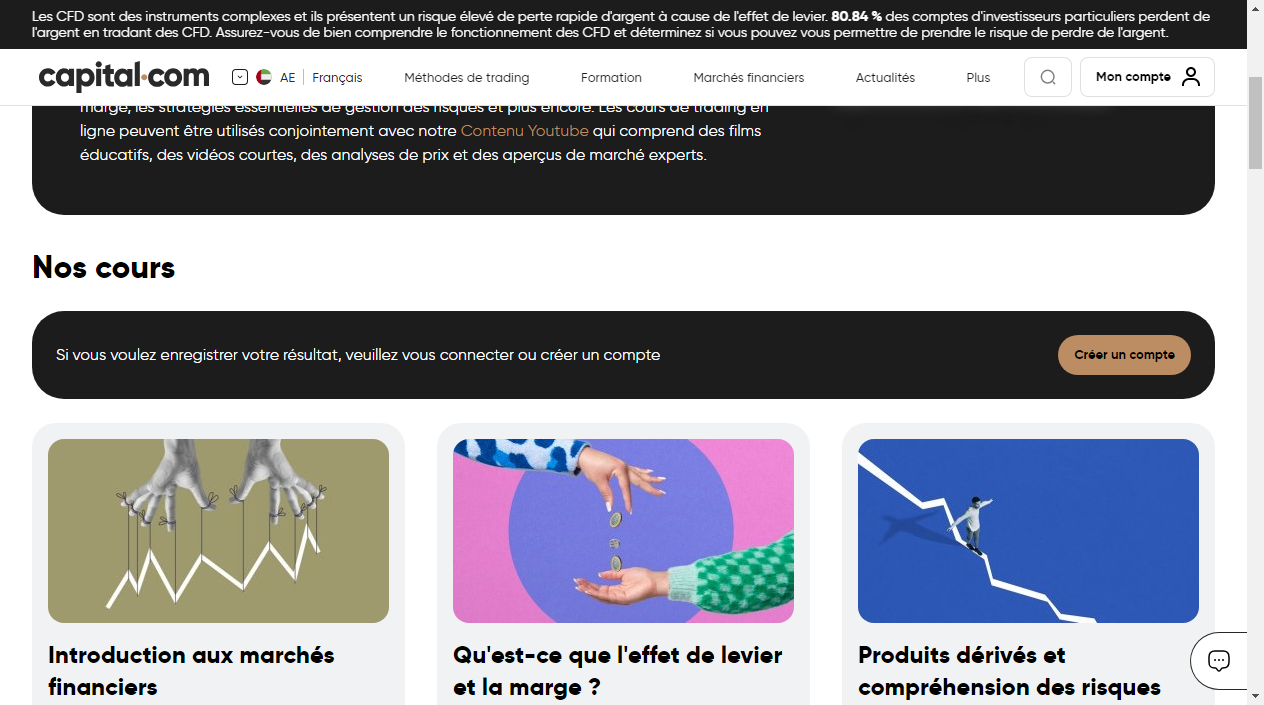 Les CFD sont des instruments complexes et ils présentent un risque élevé de perte rapide d'argent à cause de l'effet de levier. 80.84 % des comptes d'investisseurs particuliers perdent de
l'argent en tradant des CFD. Assurez-vous de bien comprendre le fonctionnement des CFD et déterminez si vous pouvez vous permettre de prendre le risque de perdre de l'argent.
capital.com AE Français Méthodes de trading Formation Marchés financiers Actualités Plus Mon compte
marge, les stratégies essentielles de gestion des risques et plus encore. Les cours de trading en
ligne peuvent être utilisés conjointement avec notre Contenu Youtube qui comprend des films
éducatifs, des vidéos courtes, des analyses de prix et des aperçus de marché experts.
Nos cours
Si vous voulez enregistrer votre résultat, veuillez vous connecter ou créer un compte
Créer un compte
Introduction aux marchés
financiers
Qu'est-ce que l'effet de levier
et la marge ?
Produits dérivés et
compréhension des risques